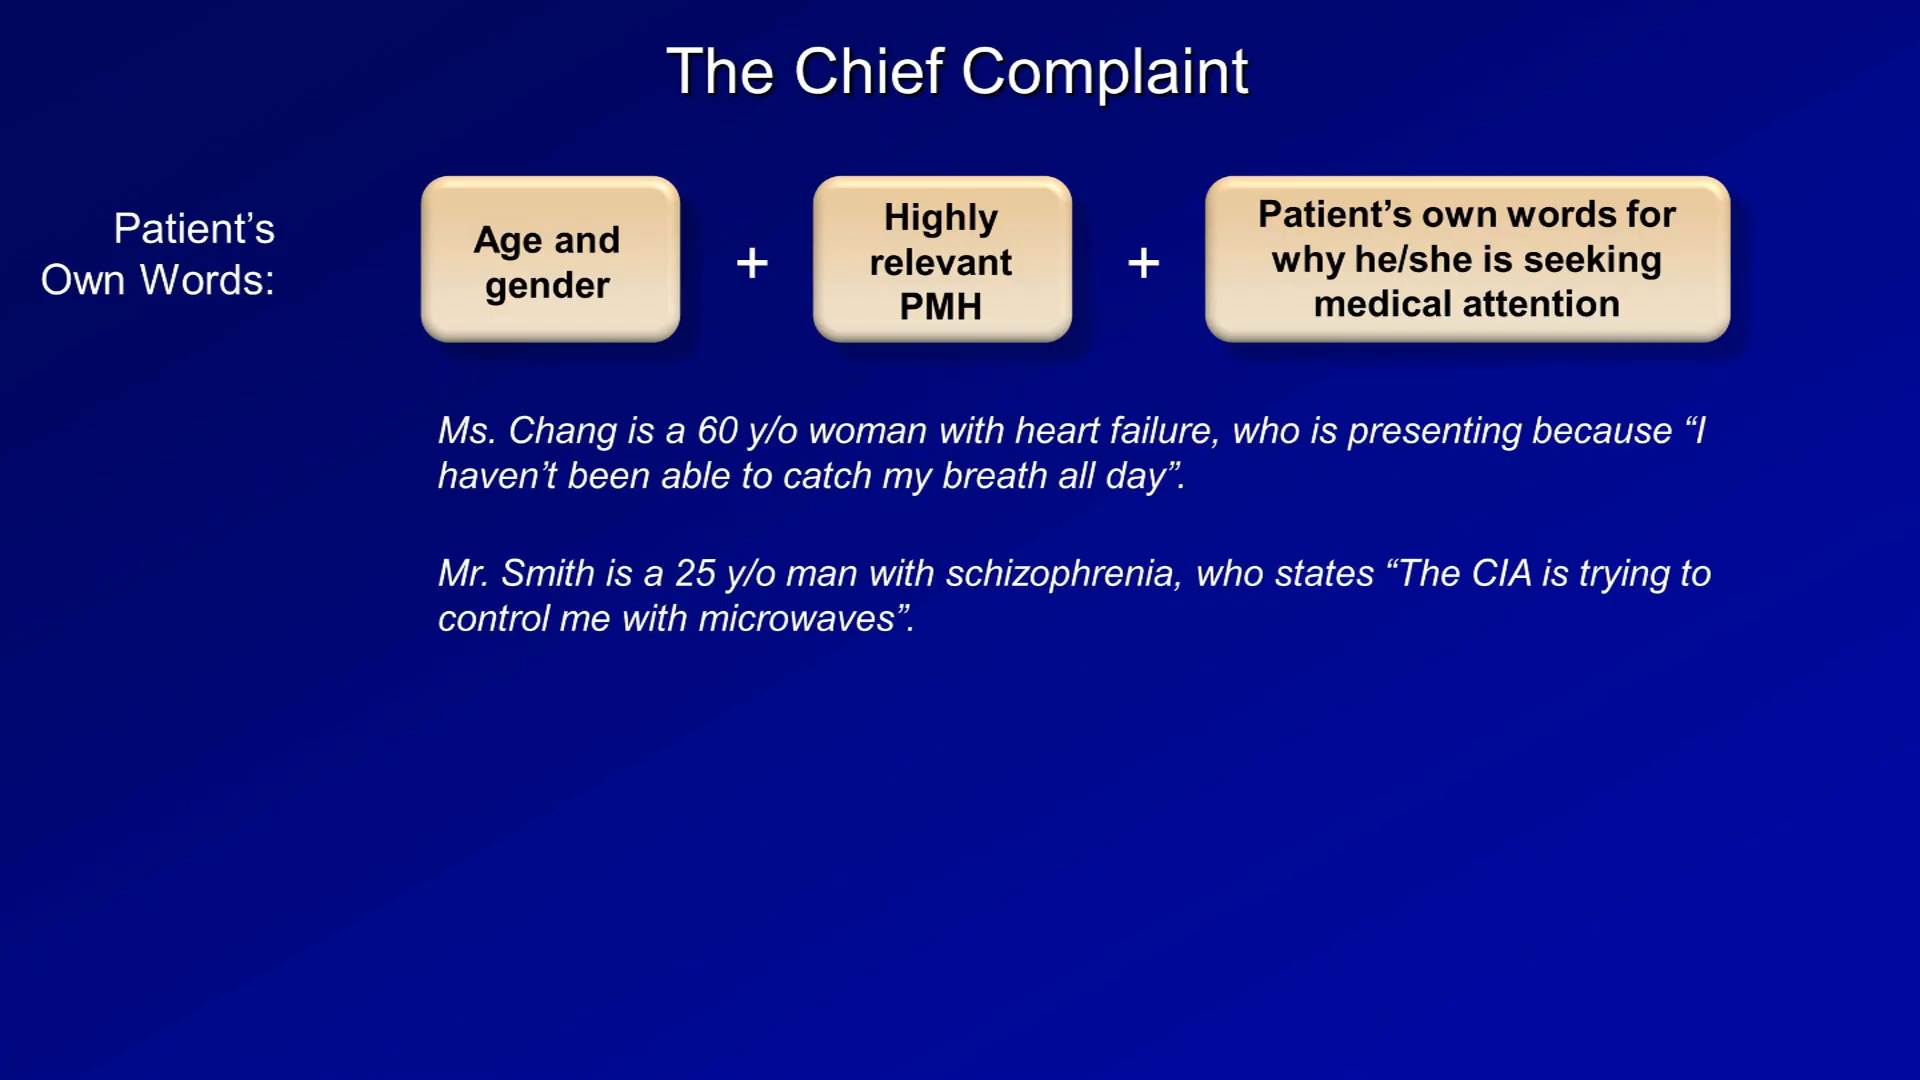 The Chief Complaint
Patient’s
Own Words:
Age and
gender
+
Highly
relevant
PMH
+
Patient’s own words for
why he/she is seeking
medical attention
Ms. Chang is a 60 y/o woman with heart failure, who is presenting because “I
haven’t been able to catch my breath all day”.
Mr. Smith is a 25 y/o man with schizophrenia, who states “The CIA is trying to
control me with microwaves”.